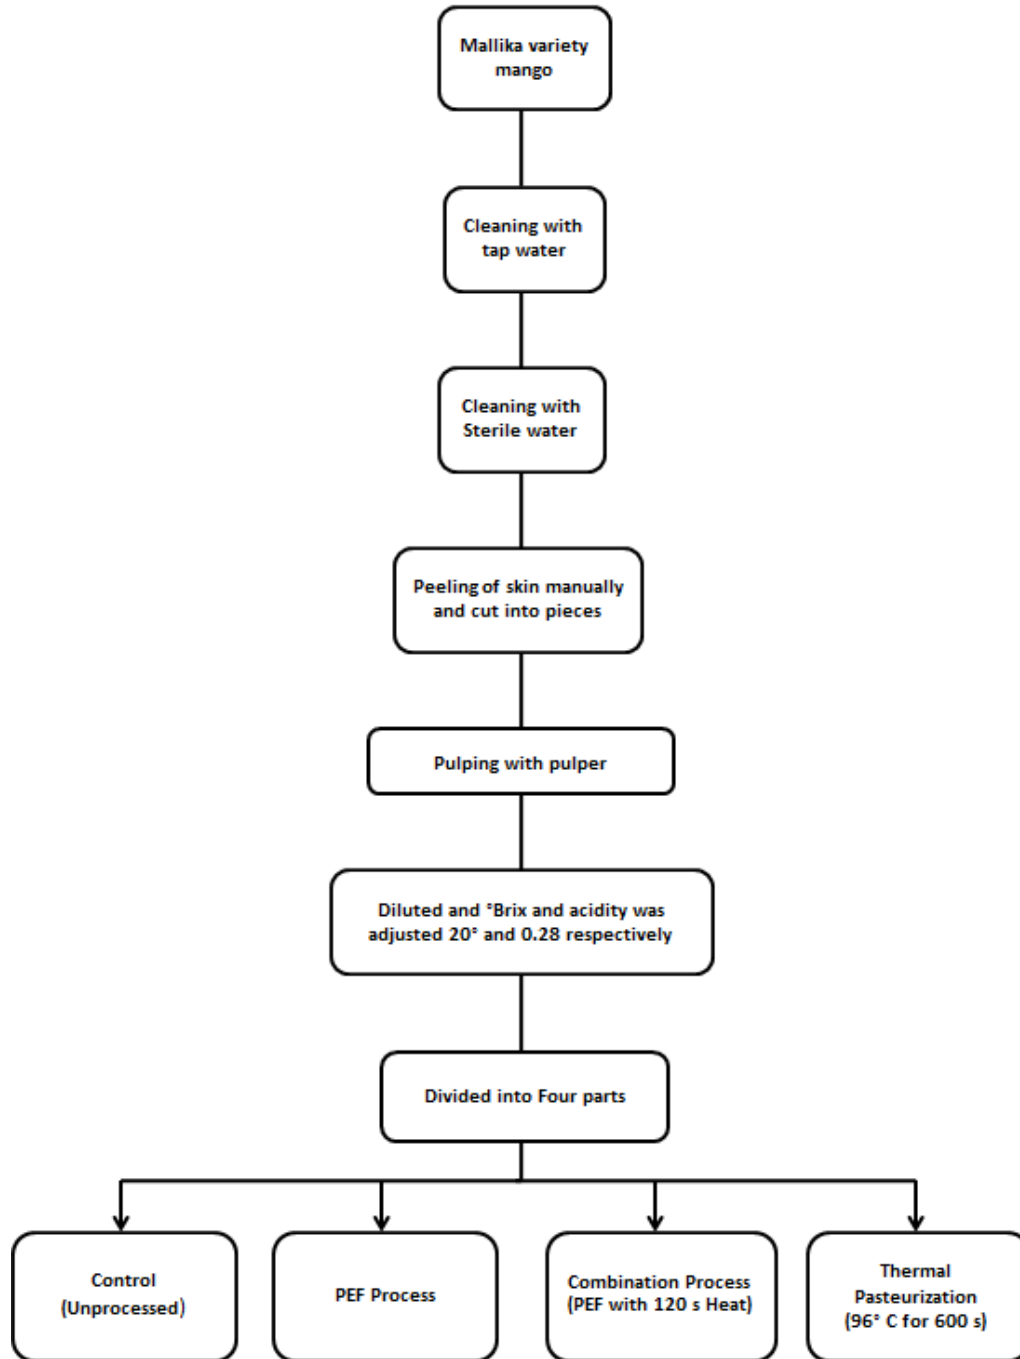 Mallika variety
mango
Cleaning with
tap water
Cleaning with
Sterile water
Peeling of skin manually
and cut into pieces
Pulping with pulper
Diluted and °Brix and acidity was
adjusted 20° and 0.28 respectively
Divided into Four parts
Control
(Unprocessed)
PEF Process
Combination Process
(PEF with 120 s Heat)
Thermal
Pasteurization
(96° C for 600 s)